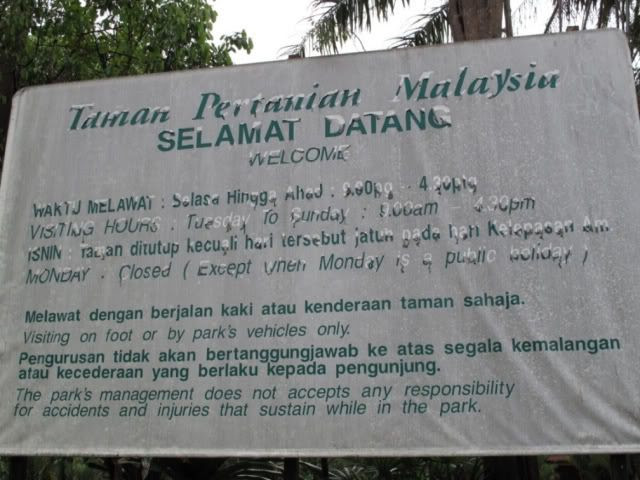 Taman Pertanian Malaysia
SELAMAT DATANG
WELCOME
WAKTU MELAWAT : Selasa Hingga Ahad : 9.00pg - 4.30ptg
VISITING HOURS : Tuesday To Sunday : 9.00am - 4.30pm
ISNIN : Taman ditutup kecuali hari tersebut jatuh pada hari Kelepasan Am
MONDAY : Closed ( Except when Monday is a public holiday )
Melawat dengan berjalan kaki atau kenderaan taman sahaja.
Visiting on foot or by park's vehicles only.
Pengurusan tidak akan bertanggungjawab ke atas segala kemalangan
atau kecederaan yang berlaku kepada pengunjung.
The park's management does not accepts any responsibility
for accidents and injuries that sustain while in the park.